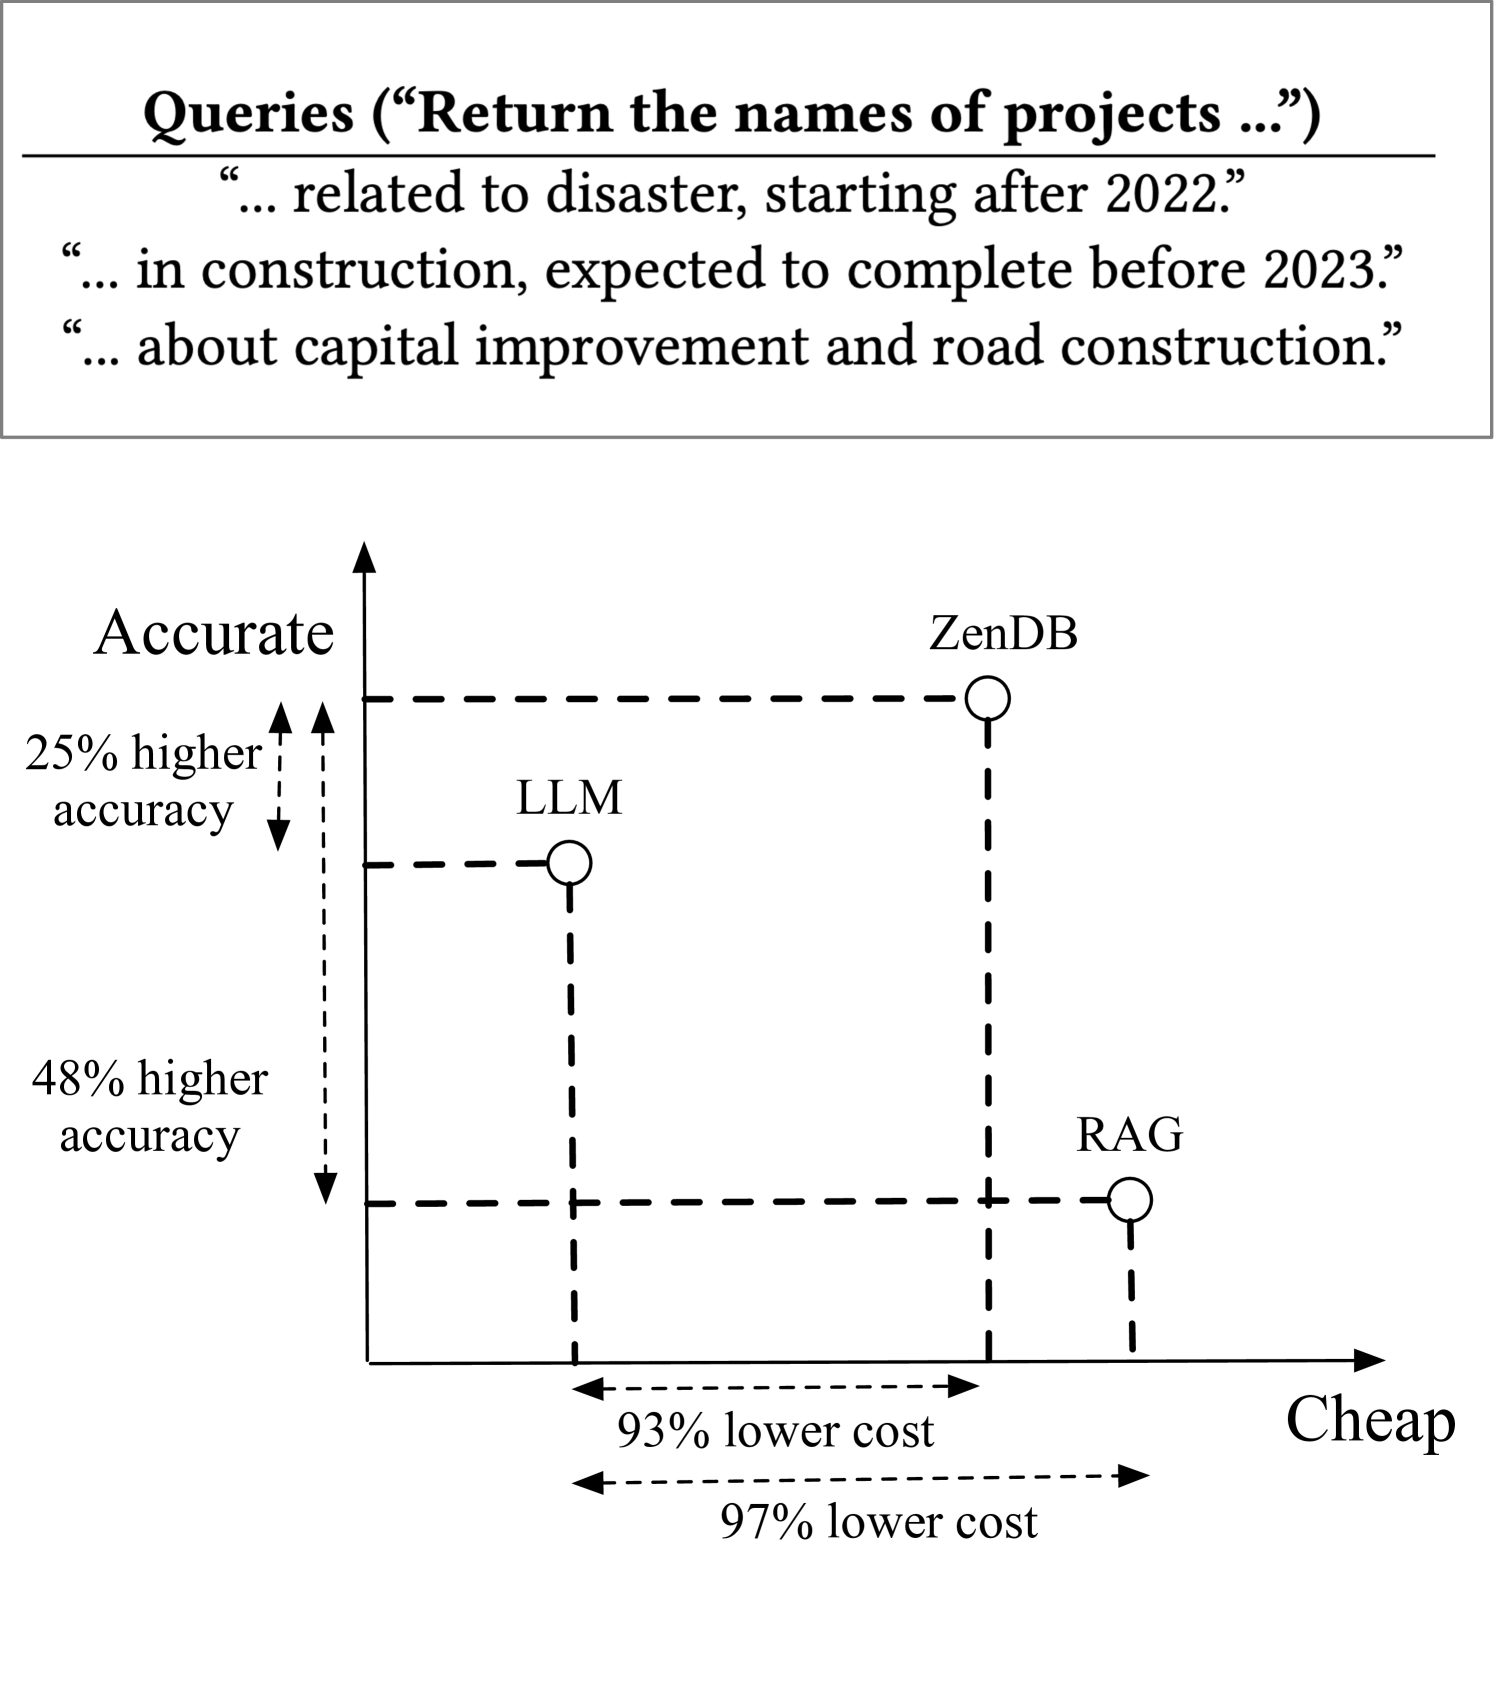 Queries (“Return the names of projects ...”)
“... related to disaster, starting after 2022.”
“... in construction, expected to complete before 2023.”
“... about capital improvement and road construction.”
Accurate
ZenDB
25% higher
accuracy
LLM
48% higher
accuracy
RAG
93% lower cost
Cheap
97% lower cost